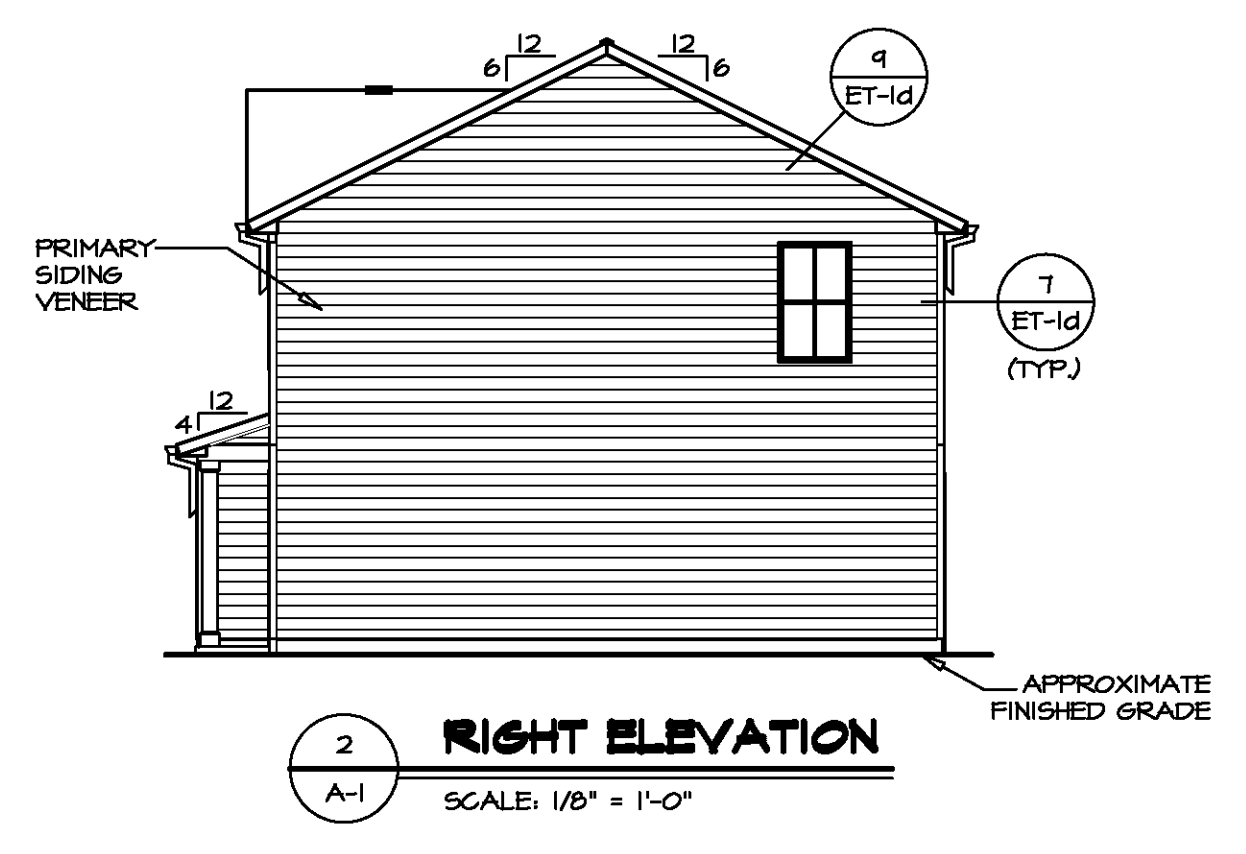 12
6
12
6
9
ET-1d
PRIMARY
SIDING
VENEER
7
ET-1d
(TYP.)
12
4
APPROXIMATE
FINISHED GRADE
2
A-1
RIGHT ELEVATION
SCALE: 1/8" = 1'-0"